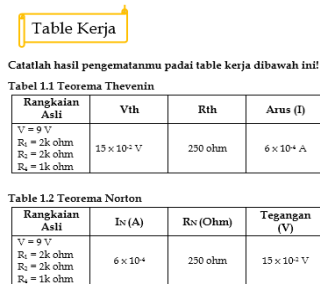 Table Kerja
Catatlah hasil pengematanmu padai table kerja dibawah ini!
Tabel 1.1 Teorema Thevenin
Rangkaian Asli Vth Rth Arus (I)
V = 9 V
R₁ = 2k ohm
R₂ = 2k ohm
R₄ = 1k ohm
15 x 10⁻² V 250 ohm 6 x 10⁻⁴ A
Table 1.2 Teorema Norton
Rangkaian Asli IN (A) RN (Ohm) Tegangan (V)
V = 9 V
R₁ = 2k ohm
R₂ = 2k ohm
R₄ = 1k ohm
6 x 10⁻⁴ 250 ohm 15 x 10⁻² V